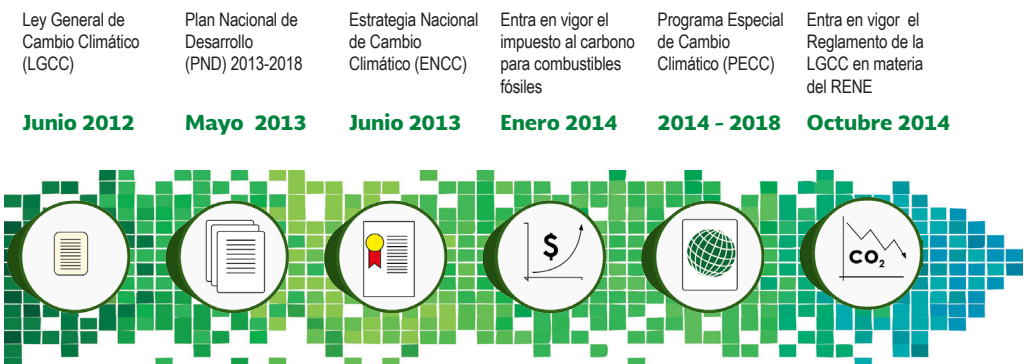 Ley General de
Cambio Climático
(LGCC)
Junio 2012
Plan Nacional de
Desarrollo
(PND) 2013-2018
Mayo 2013
Estrategia Nacional
de Cambio
Climático (ENCC)
Junio 2013
Entra en vigor el
impuesto al carbono
para combustibles
fósiles
Enero 2014
Programa Especial
de Cambio
Climático (PECC)
2014 - 2018
Entra en vigor el
Reglamento de la
LGCC en materia
del RENE
Octubre 2014
$
CO₂